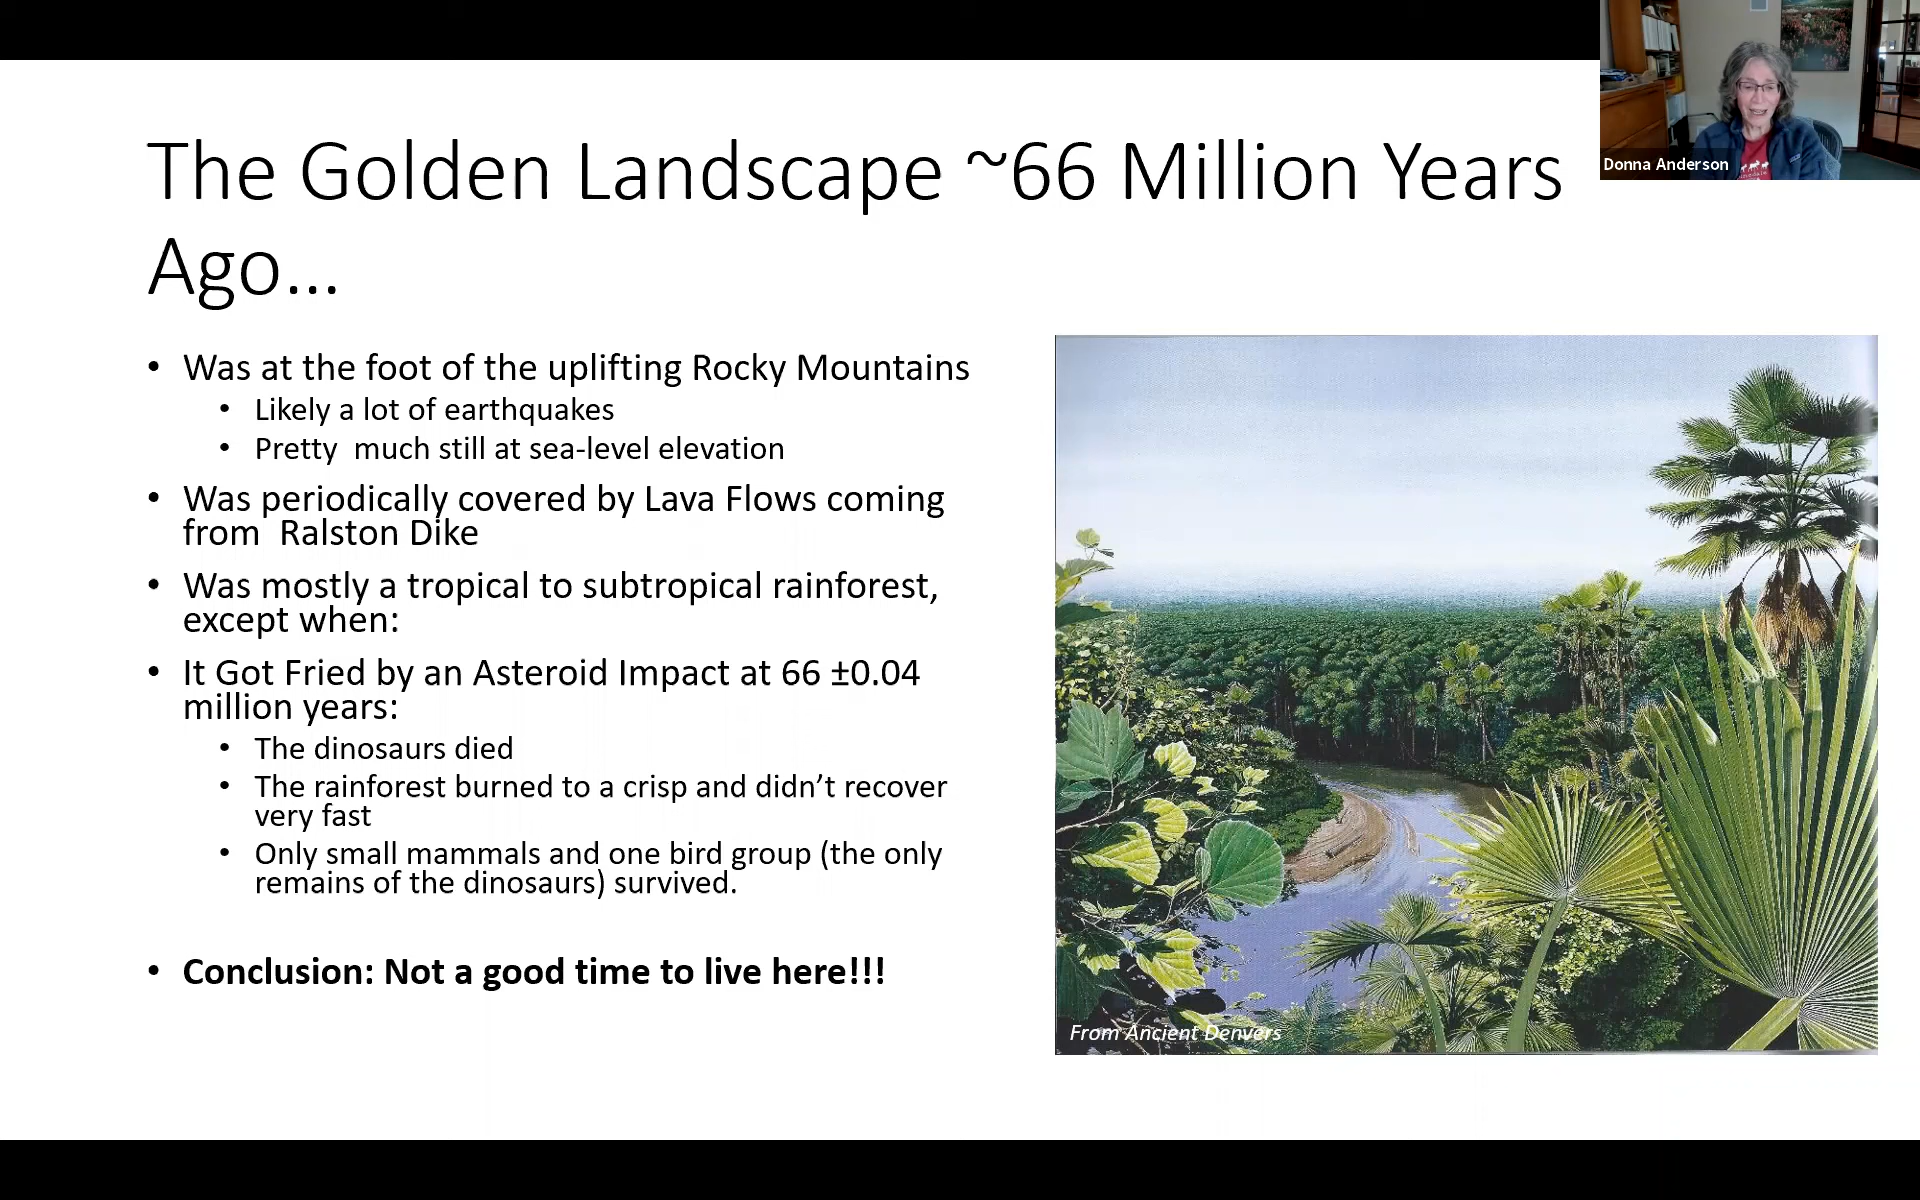 The Golden Landscape ~66 Million Years
Ago…
Donna Anderson
• Was at the foot of the uplifting Rocky Mountains
• Likely a lot of earthquakes
• Pretty  much still at sea-level elevation
• Was periodically covered by Lava Flows coming
from  Ralston Dike
• Was mostly a tropical to subtropical rainforest,
except when:
• It Got Fried by an Asteroid Impact at 66 ±0.04
million years:
• The dinosaurs died
• The rainforest burned to a crisp and didn’t recover
very fast
• Only small mammals and one bird group (the only
remains of the dinosaurs) survived.
• Conclusion: Not a good time to live here!!!
From Ancient Denvers